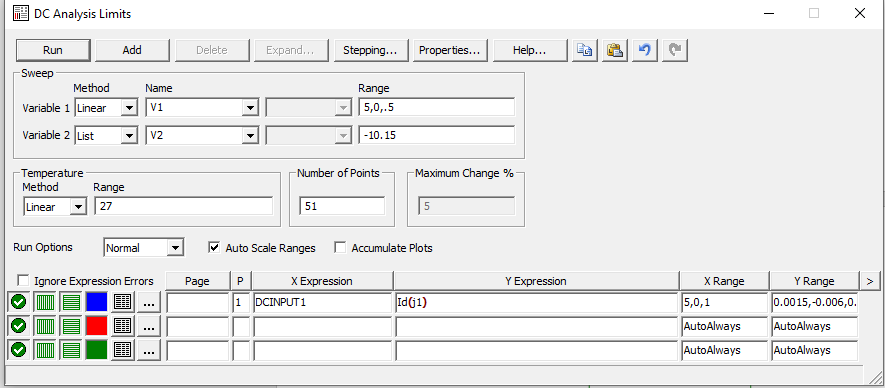 DC Analysis Limits
Run Add Delete Expand... Stepping... Properties... Help...
Sweep
Method Name Range
Variable 1 Linear V1 5,0,.5
Variable 2 List V2 -10.15
Temperature Number of Points Maximum Change %
Method Range
Linear 27 51 5
Run Options Normal Auto Scale Ranges Accumulate Plots
Ignore Expression Errors Page P X Expression Y Expression X Range Y Range >
... 1 DCINPUT1 Id(j1) 5,0,1 0.0015,-0.006,0.
... AutoAlways AutoAlways
... AutoAlways AutoAlways